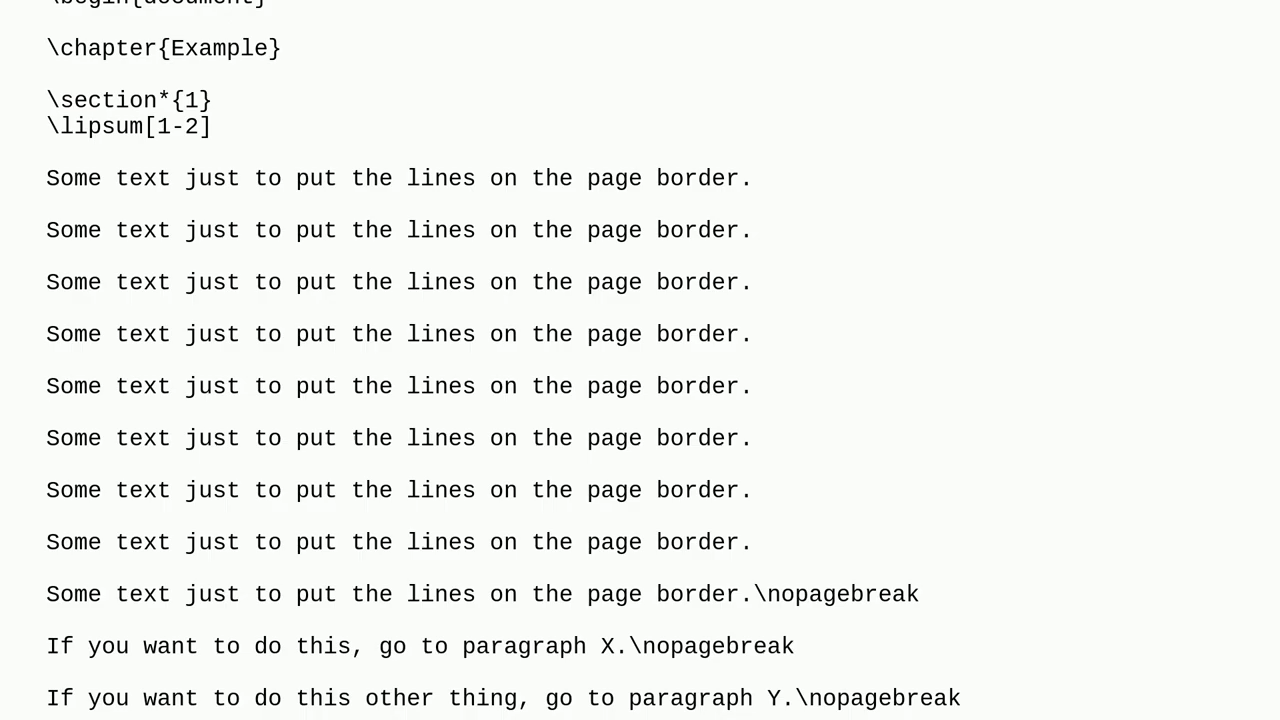 \begin{document}
\chapter{Example}
\section*{1}
\lipsum[1-2]
Some text just to put the lines on the page border.
Some text just to put the lines on the page border.
Some text just to put the lines on the page border.
Some text just to put the lines on the page border.
Some text just to put the lines on the page border.
Some text just to put the lines on the page border.
Some text just to put the lines on the page border.
Some text just to put the lines on the page border.
Some text just to put the lines on the page border.\nopagebreak
If you want to do this, go to paragraph X.\nopagebreak
If you want to do this other thing, go to paragraph Y.\nopagebreak